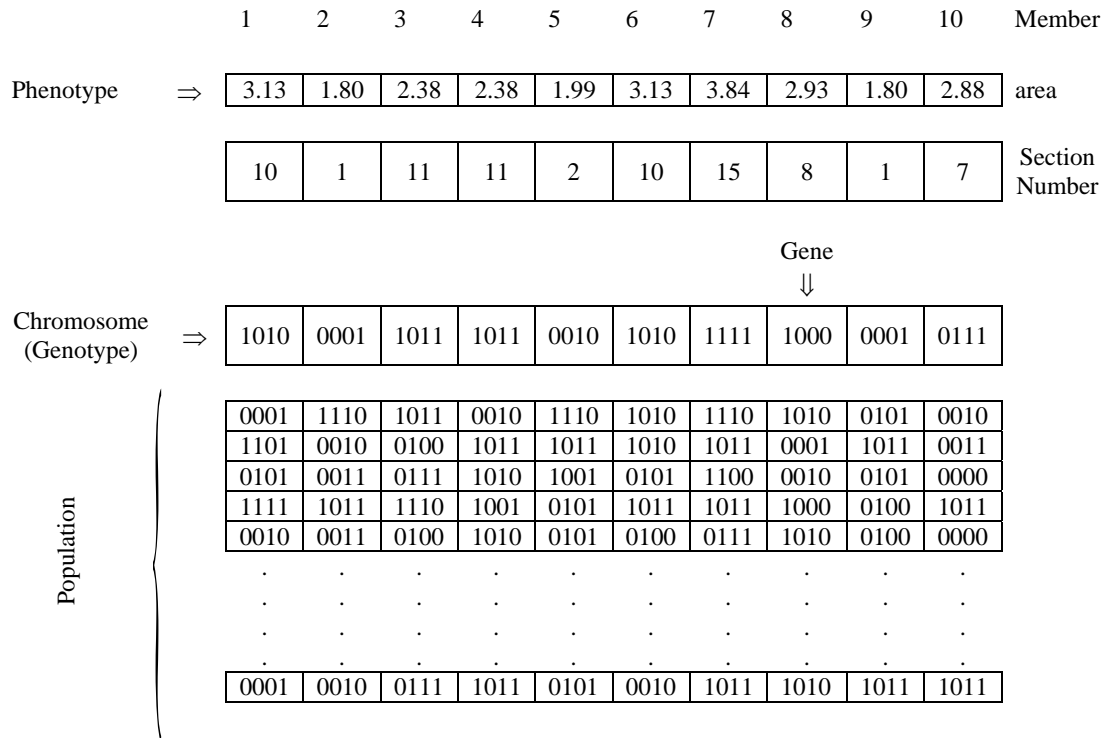 1 2 3 4 5 6 7 8 9 10 Member
Phenotype ⇒ 3.13 1.80 2.38 2.38 1.99 3.13 3.84 2.93 1.80 2.88 area
10 1 11 11 2 10 15 8 1 7 Section Number
Gene
⇓
Chromosome (Genotype) ⇒ 1010 0001 1011 1011 0010 1010 1111 1000 0001 0111
Population
0001 1110 1011 0010 1110 1010 1110 1010 0101 0010
1101 0010 0100 1011 1011 1010 1011 0001 1011 0011
0101 0011 0111 1010 1001 0101 1100 0010 0101 0000
1111 1011 1110 1001 0101 1011 1011 1000 0100 1011
0010 0011 0100 1010 0101 0100 0111 1010 0100 0000
. . . . . . . . . .
. . . . . . . . . .
. . . . . . . . . .
. . . . . . . . . .
0001 0010 0111 1011 0101 0010 1011 1010 1011 1011